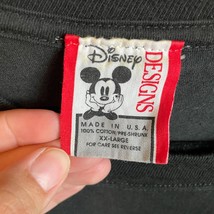 Disney
DESIGNS
MADE IN U.S.A.
100% COTTON PRE-SHRUNK
XX-LARGE
FOR CARE SEE REVERSE